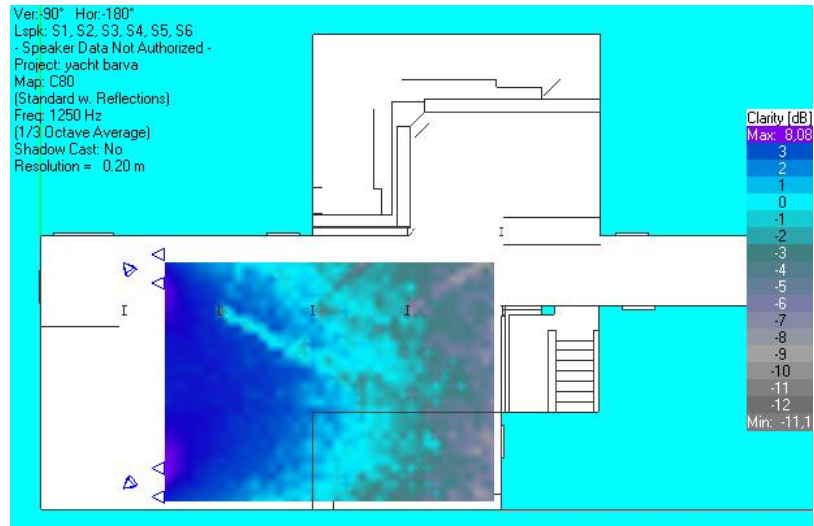 Ver:-90° Hor:-180°
Lspk: S1, S2, S3, S4, S5, S6
- Speaker Data Not Authorized -
Project: yacht barva
Map: C80
(Standard w. Reflections)
Freq: 1250 Hz
(1/3 Octave Average)
Shadow Cast: No
Resolution = 0.20 m
Clarity [dB]
Max: 8,08
3
2
1
0
-1
-2
-3
-4
-5
-6
-7
-8
-9
-10
-11
-12
Min: -11,1